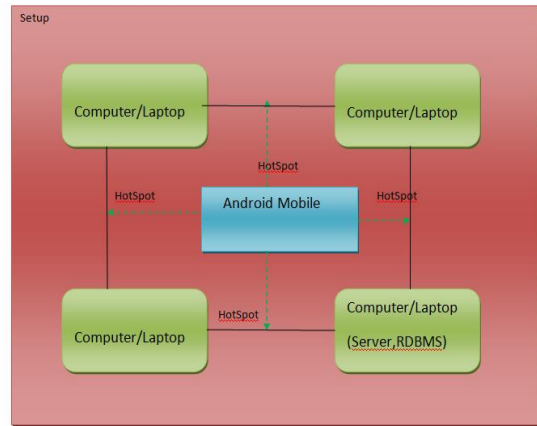 Setup
Computer/Laptop
Computer/Laptop
HotSpot
HotSpot
Android Mobile
HotSpot
HotSpot
Computer/Laptop
Computer/Laptop
(Server,RDBMS)